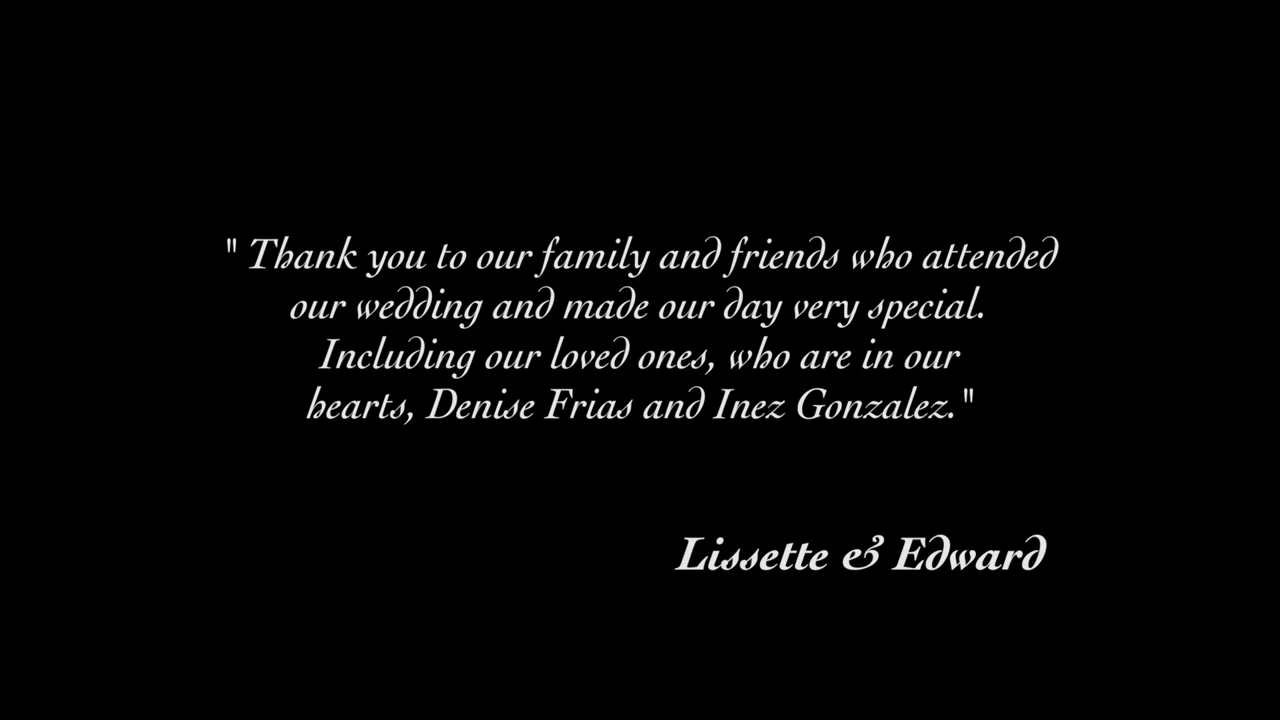 " Thank you to our family and friends who attended
our wedding and made our day very special.
Including our loved ones, who are in our
hearts, Denise Frias and Inez Gonzalez."
Lissette & Edward